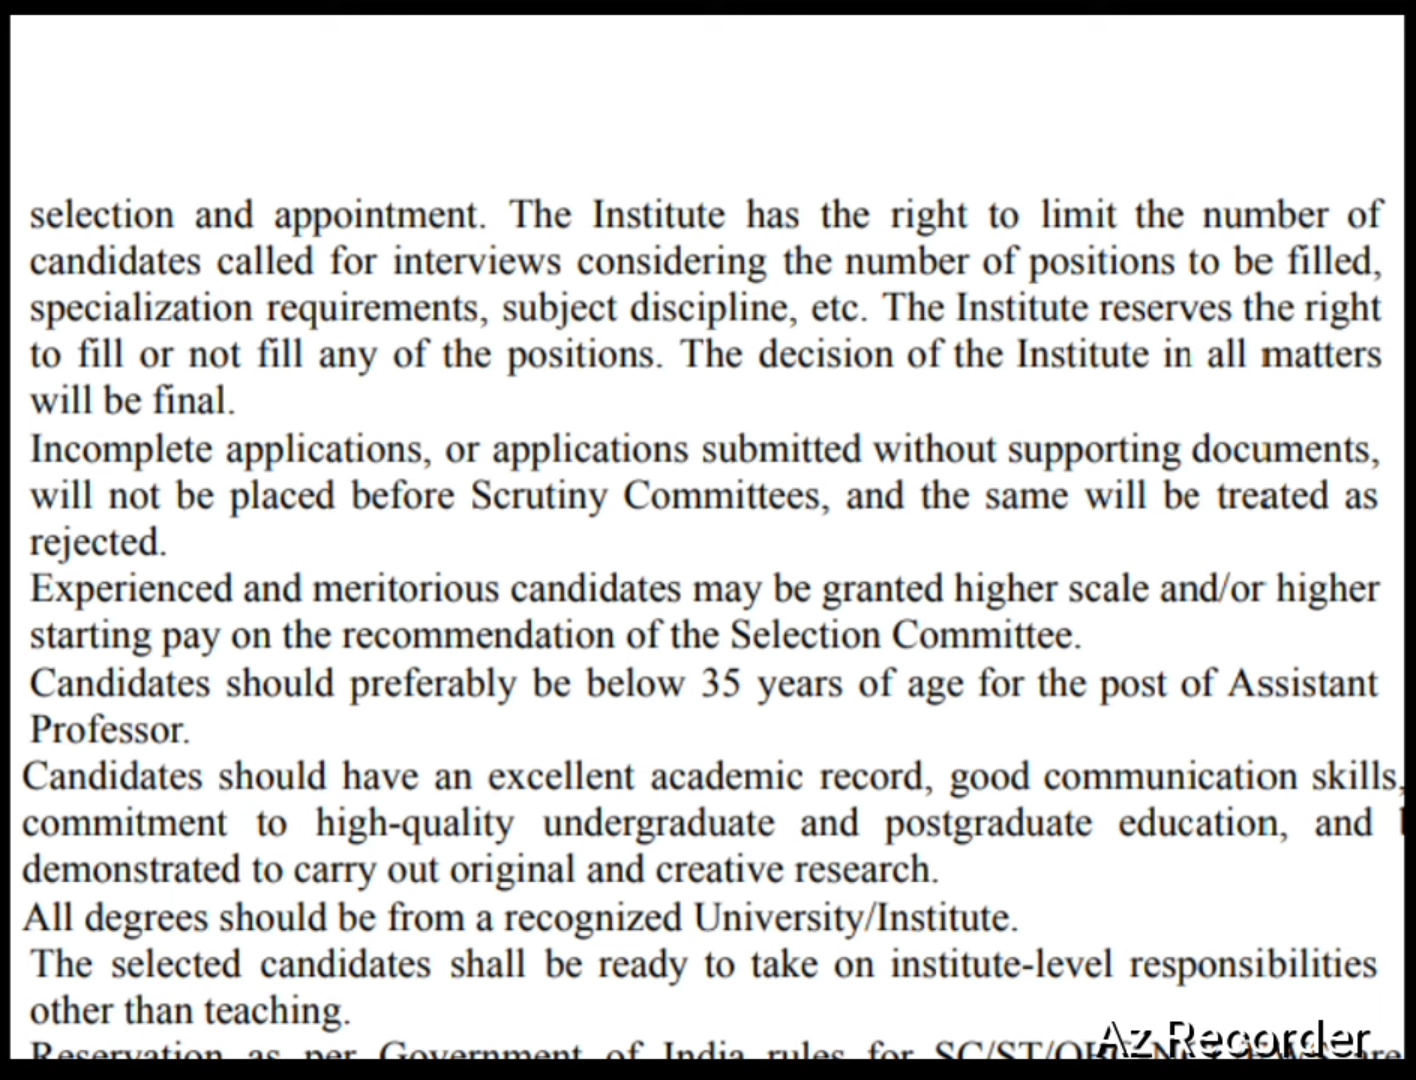 selection and appointment. The Institute has the right to limit the number of
candidates called for interviews considering the number of positions to be filled,
specialization requirements, subject discipline, etc. The Institute reserves the right
to fill or not fill any of the positions. The decision of the Institute in all matters
will be final.
Incomplete applications, or applications submitted without supporting documents,
will not be placed before Scrutiny Committees, and the same will be treated as
rejected.
Experienced and meritorious candidates may be granted higher scale and/or higher
starting pay on the recommendation of the Selection Committee.
Candidates should preferably be below 35 years of age for the post of Assistant
Professor.
Candidates should have an excellent academic record, good communication skills,
commitment to high-quality undergraduate and postgraduate education, and
demonstrated to carry out original and creative research.
All degrees should be from a recognized University/Institute.
The selected candidates shall be ready to take on institute-level responsibilities
other than teaching.
Reservation as per Government of India rules for
Az Recorder